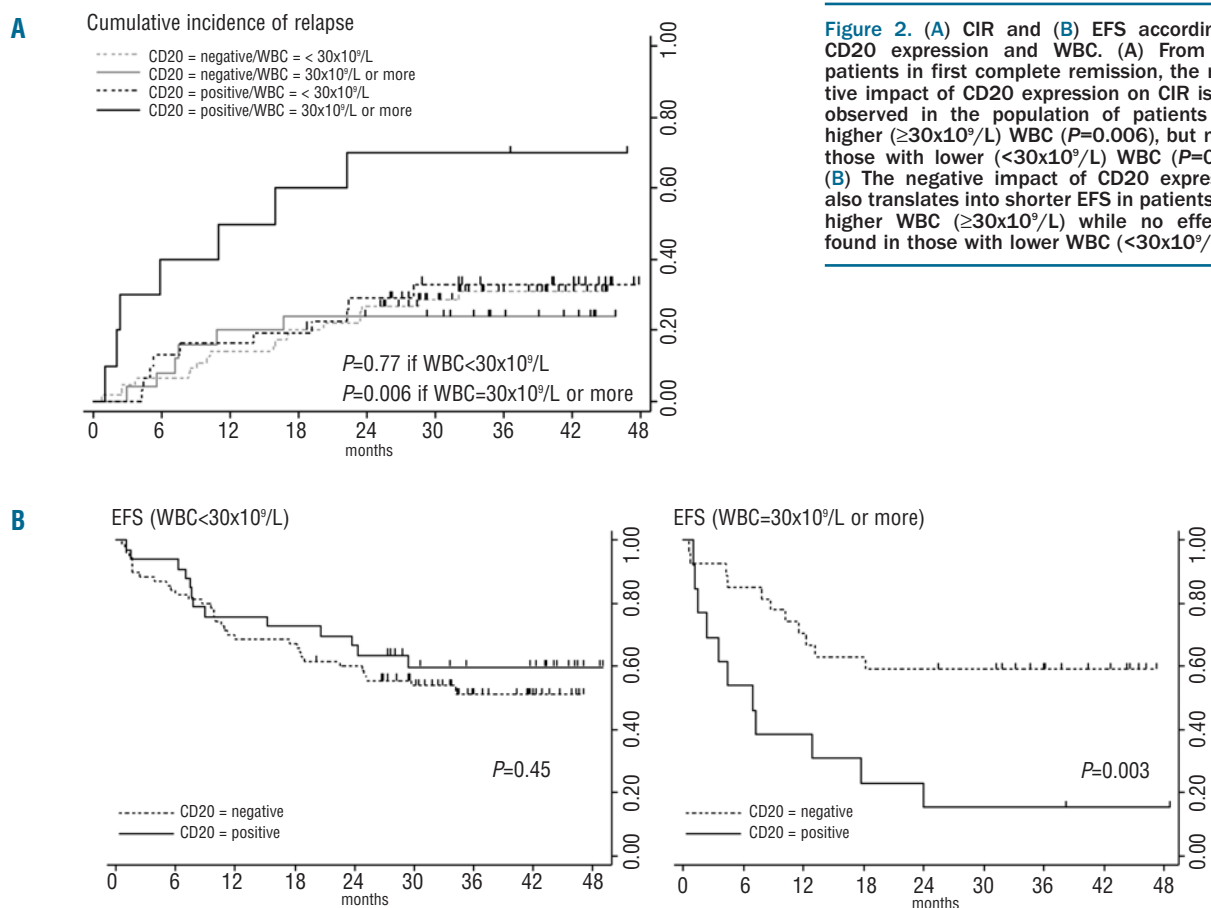 A
Cumulative incidence of relapse
CD20 = negative/WBC = < 30x10⁹/L
CD20 = negative/WBC = 30x10⁹/L or more
CD20 = positive/WBC = < 30x10⁹/L
CD20 = positive/WBC = 30x10⁹/L or more
P=0.77 if WBC<30x10⁹/L
P=0.006 if WBC=30x10⁹/L or more
1.00
0.80
0.60
0.40
0.20
0.00
0 6 12 18 24 30 36 42 48
months
Figure 2. (A) CIR and (B) EFS accordin
CD20 expression and WBC. (A) From
patients in first complete remission, the n
tive impact of CD20 expression on CIR is
observed in the population of patients
higher (≥30x10⁹/L) WBC (P=0.006), but n
those with lower (<30x10⁹/L) WBC (P=0
(B) The negative impact of CD20 expre
also translates into shorter EFS in patients
higher WBC (≥30x10⁹/L) while no effe
found in those with lower WBC (<30x10⁹/
B
EFS (WBC<30x10⁹/L)
P=0.45
CD20 = negative
CD20 = positive
1.00
0.80
0.60
0.40
0.20
0.00
0 6 12 18 24 30 36 42 48
months
EFS (WBC=30x10⁹/L or more)
P=0.003
CD20 = negative
CD20 = positive
1.00
0.80
0.60
0.40
0.20
0.00
0 6 12 18 24 30 36 42 48
months